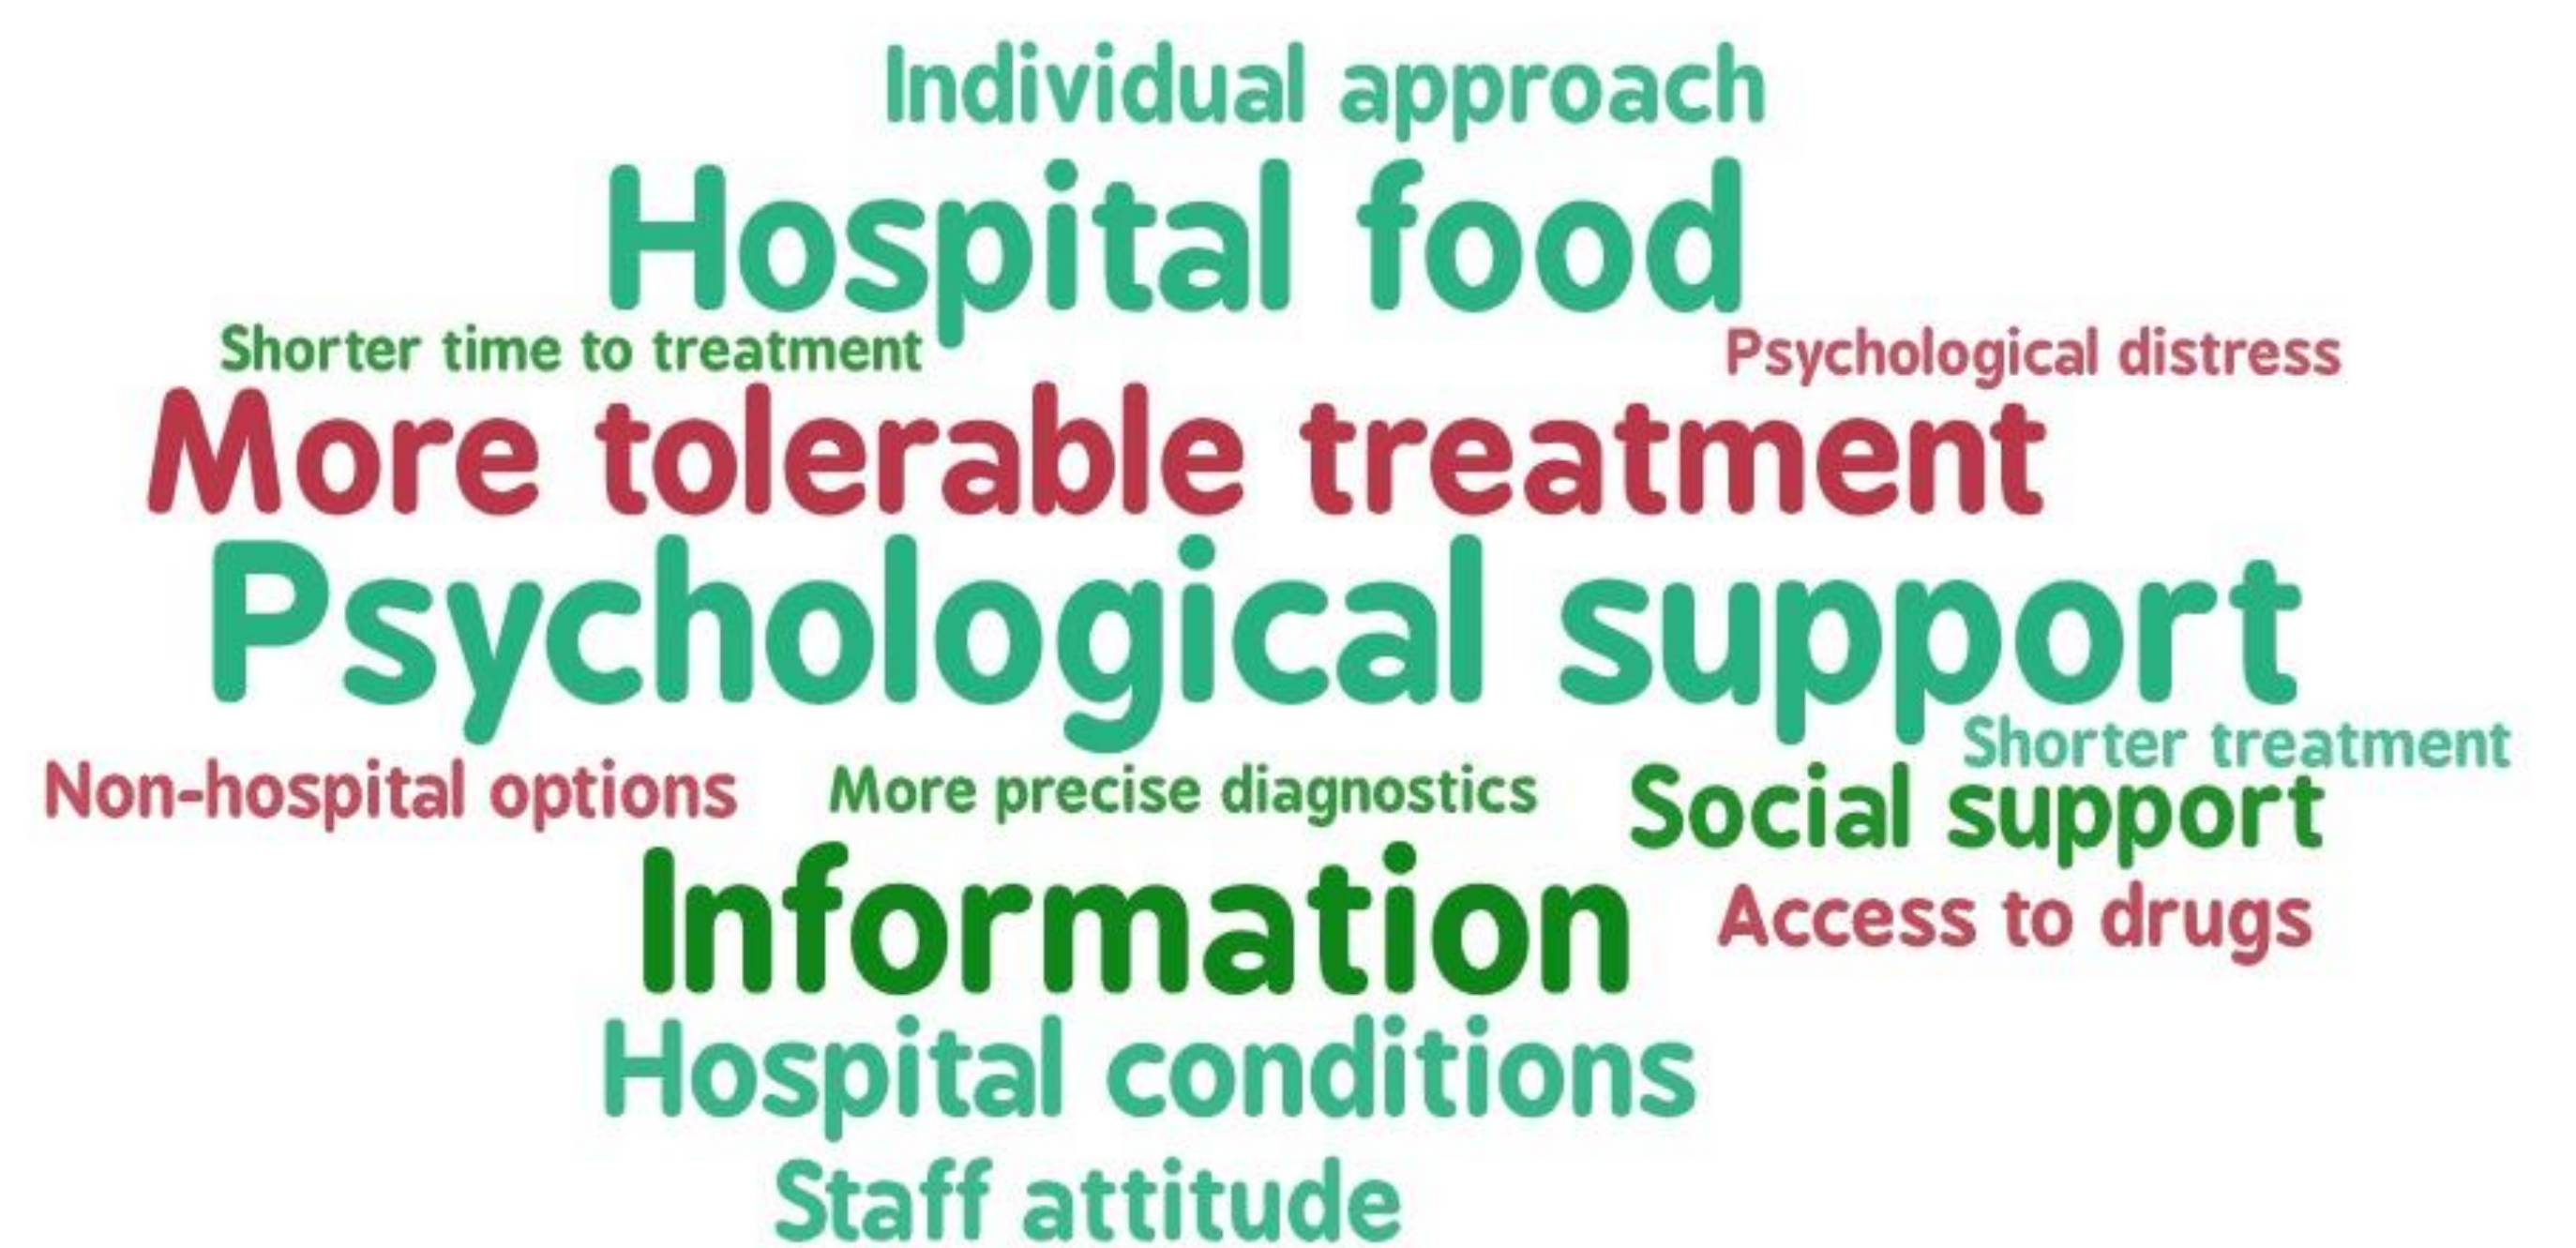 Individual approach
Hospital food
Shorter time to treatment
Psychological distress
More tolerable treatment
Psychological support
Shorter treatment
Non-hospital options
More precise diagnostics
Social support
Information
Access to drugs
Hospital conditions
Staff attitude